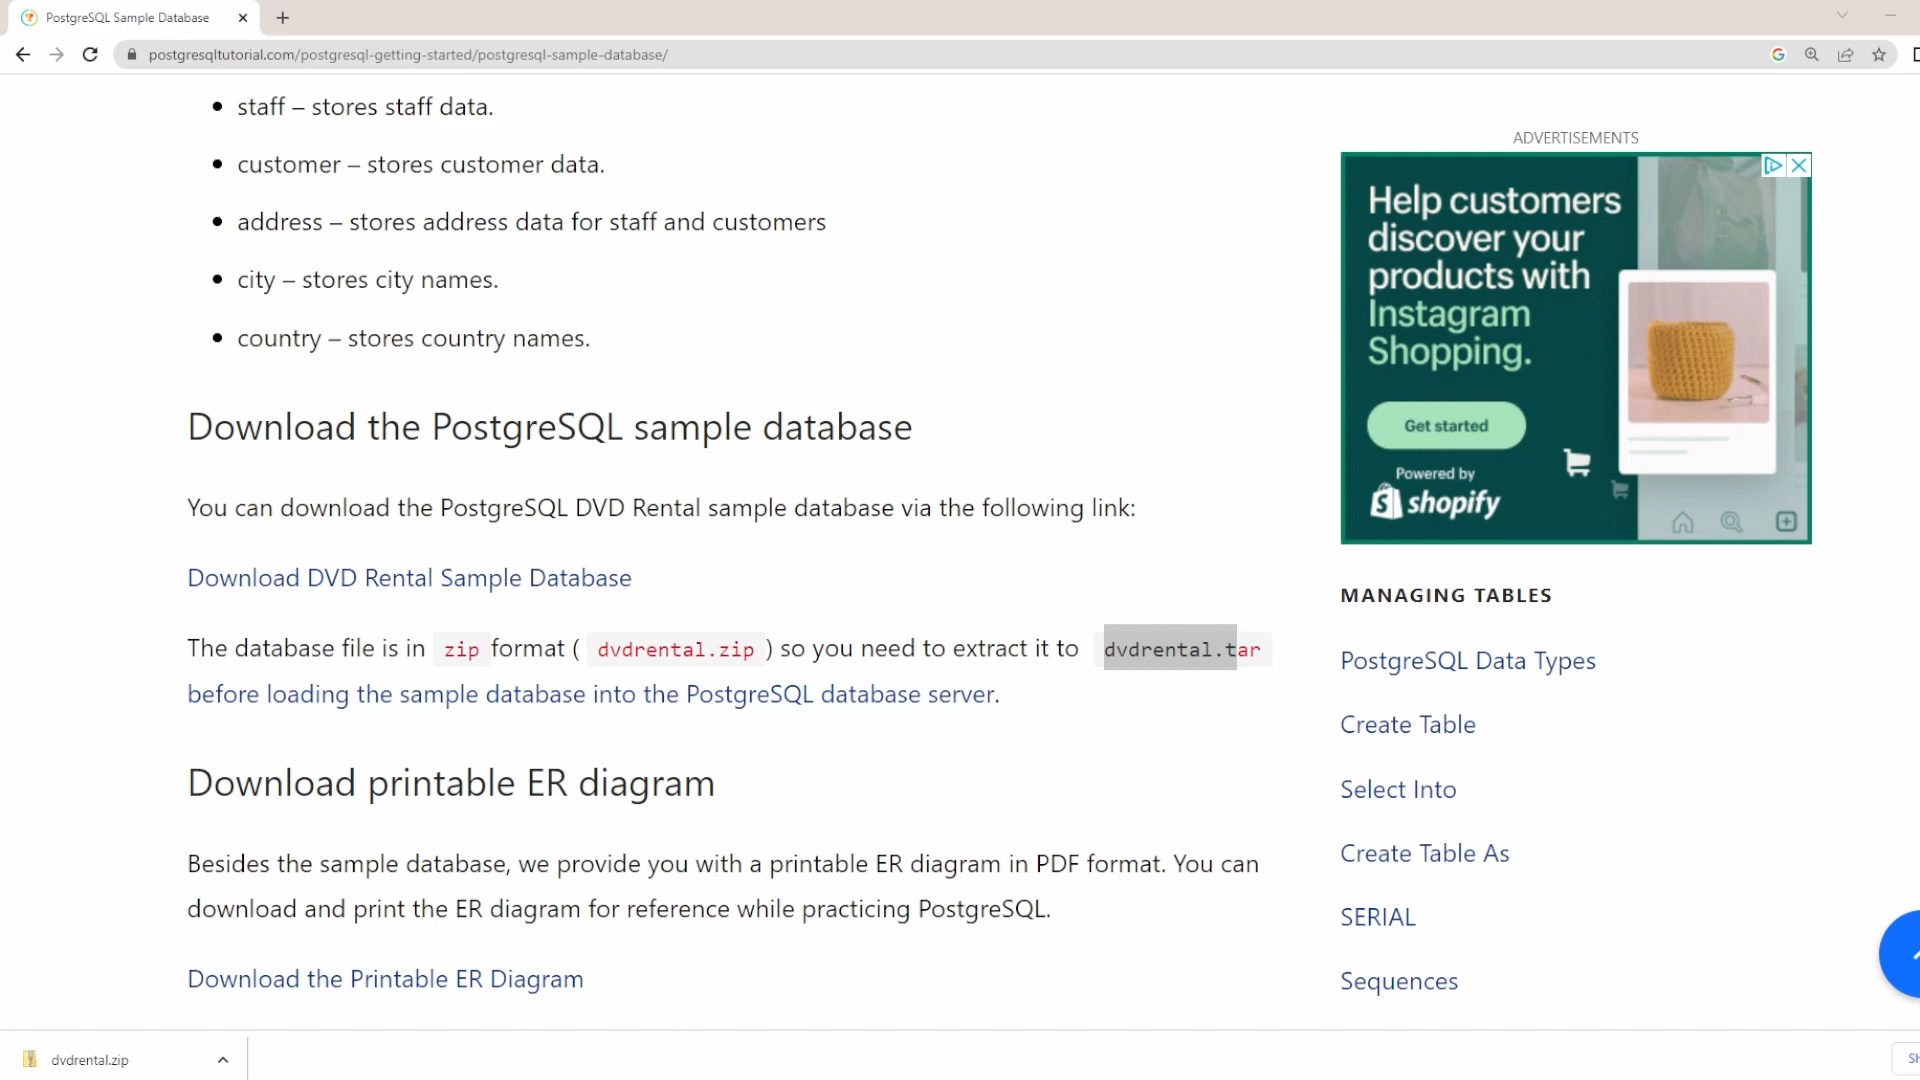 PostgreSQL Sample Database
postgresqltutorial.com/postgresql-getting-started/postgresql-sample-database/
staff – stores staff data.
customer – stores customer data.
address – stores address data for staff and customers
city – stores city names.
country – stores country names.
Download the PostgreSQL sample database
You can download the PostgreSQL DVD Rental sample database via the following link:
Download DVD Rental Sample Database
The database file is in zip format ( dvdrental.zip ) so you need to extract it to dvdrental.tar
before loading the sample database into the PostgreSQL database server.
Download printable ER diagram
Besides the sample database, we provide you with a printable ER diagram in PDF format. You can
download and print the ER diagram for reference while practicing PostgreSQL.
Download the Printable ER Diagram
ADVERTISEMENTS
Help customers
discover your
products with
Instagram
Shopping.
Get started
Powered by
shopify
MANAGING TABLES
PostgreSQL Data Types
Create Table
Select Into
Create Table As
SERIAL
Sequences
dvdrental.zip